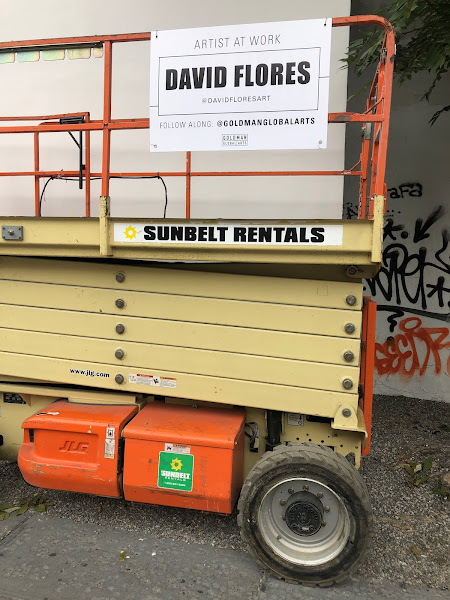 ARTIST AT WORK
DAVID FLORES
@DAVIDFLORESART
FOLLOW ALONG: @GOLDMANGLOBALARTS
GOLDMAN
GLOBAL ARTS
SUNBELT RENTALS
www.jlg.com
JLG
SUNBELT
RENTALS